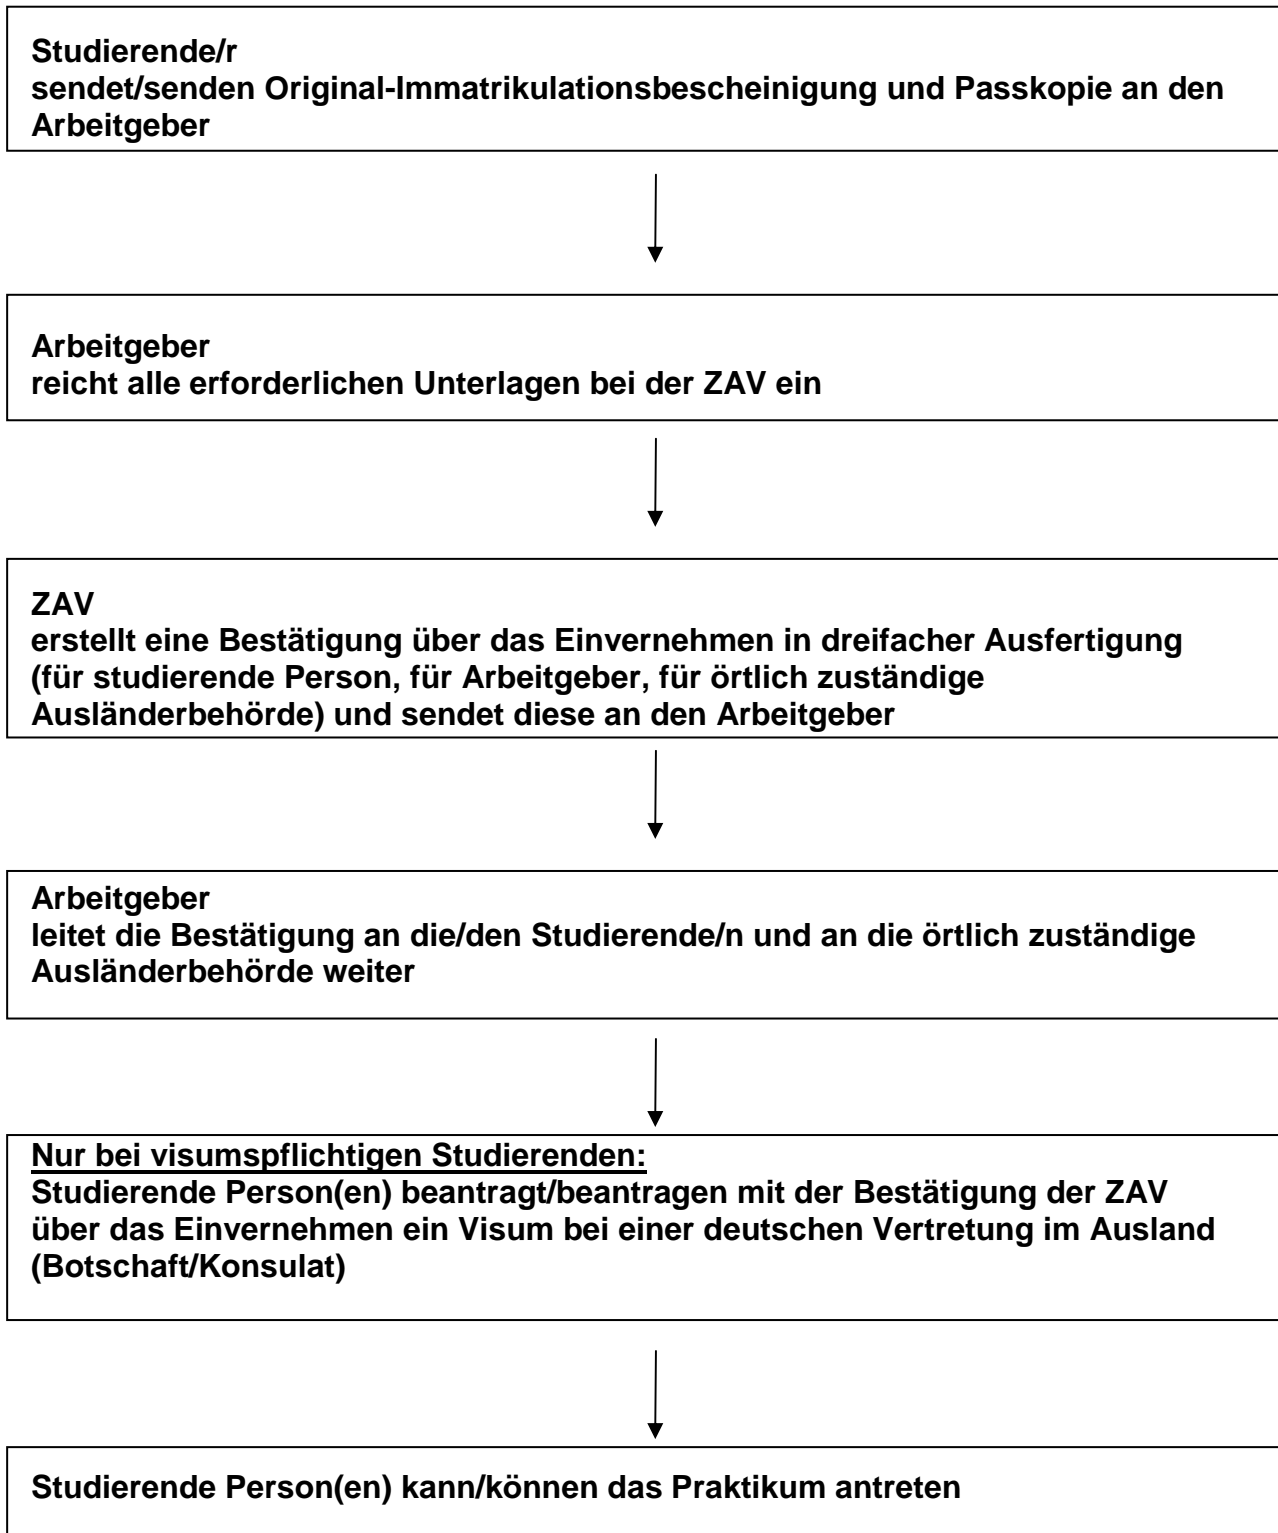 Studierende/r
sendet/senden Original-Immatrikulationsbescheinigung und Passkopie an den
Arbeitgeber
Arbeitgeber
reicht alle erforderlichen Unterlagen bei der ZAV ein
ZAV
erstellt eine Bestätigung über das Einvernehmen in dreifacher Ausfertigung
(für studierende Person, für Arbeitgeber, für örtlich zuständige
Ausländerbehörde) und sendet diese an den Arbeitgeber
Arbeitgeber
leitet die Bestätigung an die/den Studierende/n und an die örtlich zuständige
Ausländerbehörde weiter
Nur bei visumspflichtigen Studierenden:
Studierende Person(en) beantragt/beantragen mit der Bestätigung der ZAV
über das Einvernehmen ein Visum bei einer deutschen Vertretung im Ausland
(Botschaft/Konsulat)
Studierende Person(en) kann/können das Praktikum antreten